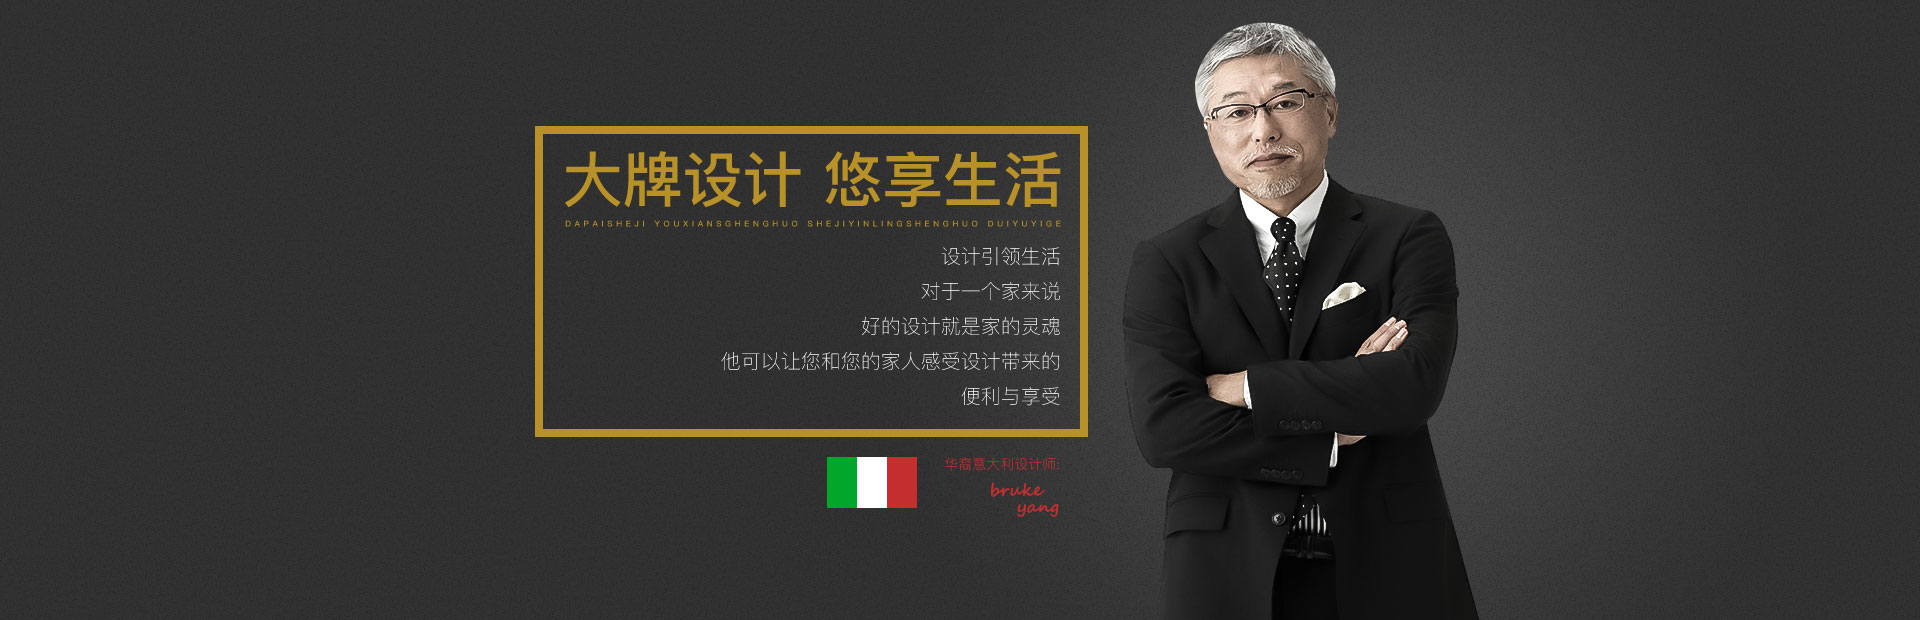 大牌设计 悠享生活
DAPAISHEJI YOUXIANSGHENGHUO SHEJIYINLINGSHENGHUO DUIYUYIGE
设计引领生活
对于一个家来说
好的设计就是家的灵魂
他可以让您和您的家人感受设计带来的
便利与享受
华裔意大利设计师:
bruke
yang